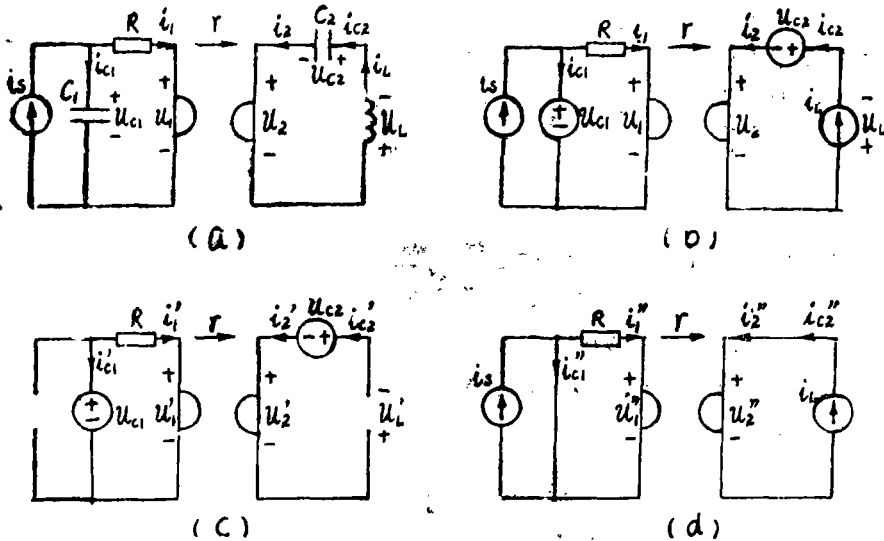 R i₁ r i₂ C₂ iC2
iC1 − UC2 + iL
is C₁ + UC1 − + U₁ − + U₂ − − UL +
(a)
R i₁ r i₂ UC2 − + iC2
iC1
is + − UC1 + U₁ − + U₂ − iL − UL +
(b)
R i₁' r i₂' UC2 − + iC2'
iC1'
+ − UC1 + U₁' − + U₂' − − UL' +
(c)
R i₁'' r i₂'' iC2''
iC1''
is + U₁'' − + U₂'' − iL
(d)